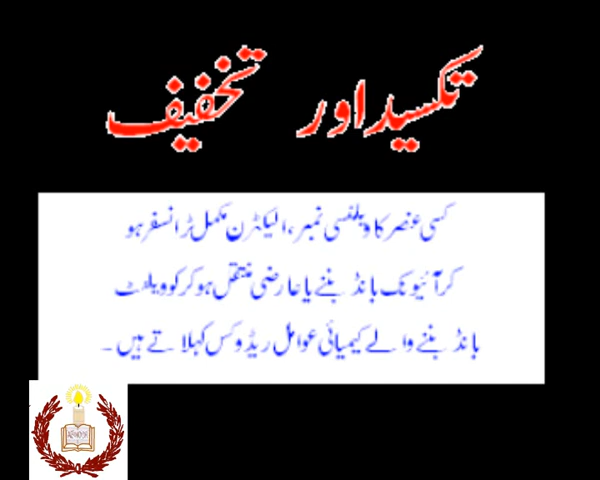 تکسید اور تخفیف
کسی عنصر کا ویلنسی نمبر، الیکٹرن مکمل ٹرانسفر ہو
کر آئیونک بانڈ بننے یا عارضی منتقل ہو کر کوویلنٹ
بانڈ بننے والے کیمیائی عوامل ریڈوکس کہلاتے ہیں۔